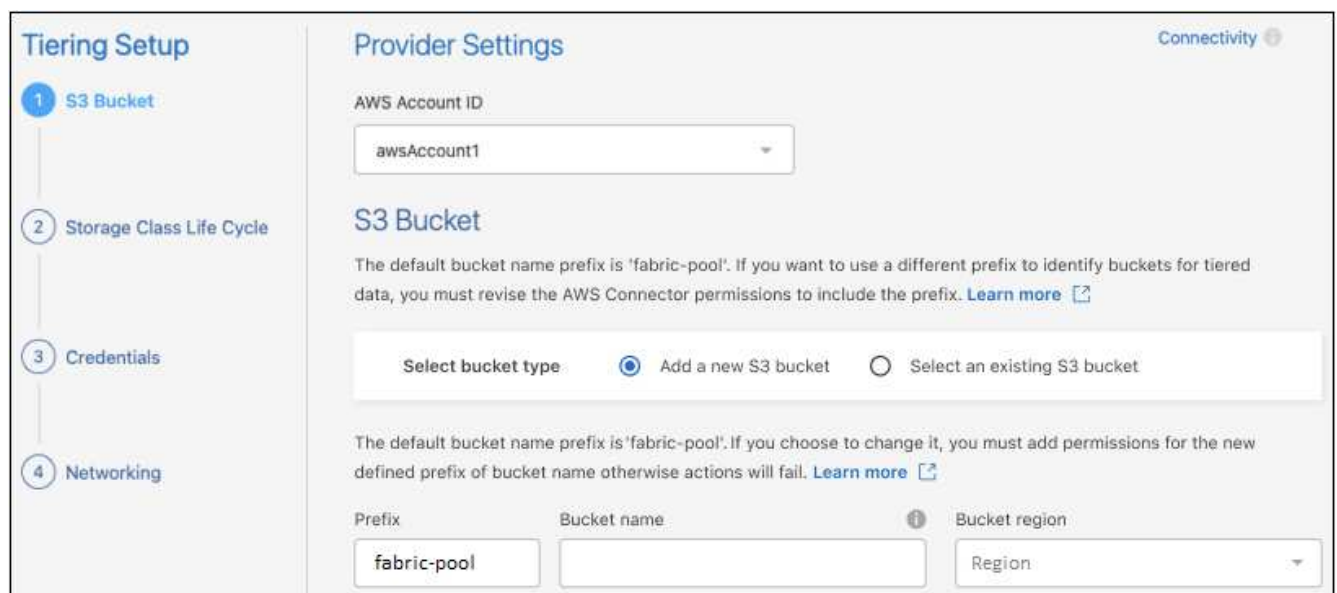 Tiering Setup
1 S3 Bucket
2 Storage Class Life Cycle
3 Credentials
4 Networking
Provider Settings
Connectivity
AWS Account ID
awsAccount1
S3 Bucket
The default bucket name prefix is 'fabric-pool'. If you want to use a different prefix to identify buckets for tiered
data, you must revise the AWS Connector permissions to include the prefix. Learn more
Select bucket type Add a new S3 bucket Select an existing S3 bucket
The default bucket name prefix is 'fabric-pool'. If you choose to change it, you must add permissions for the new
defined prefix of bucket name otherwise actions will fail. Learn more
Prefix Bucket name Bucket region
fabric-pool Region